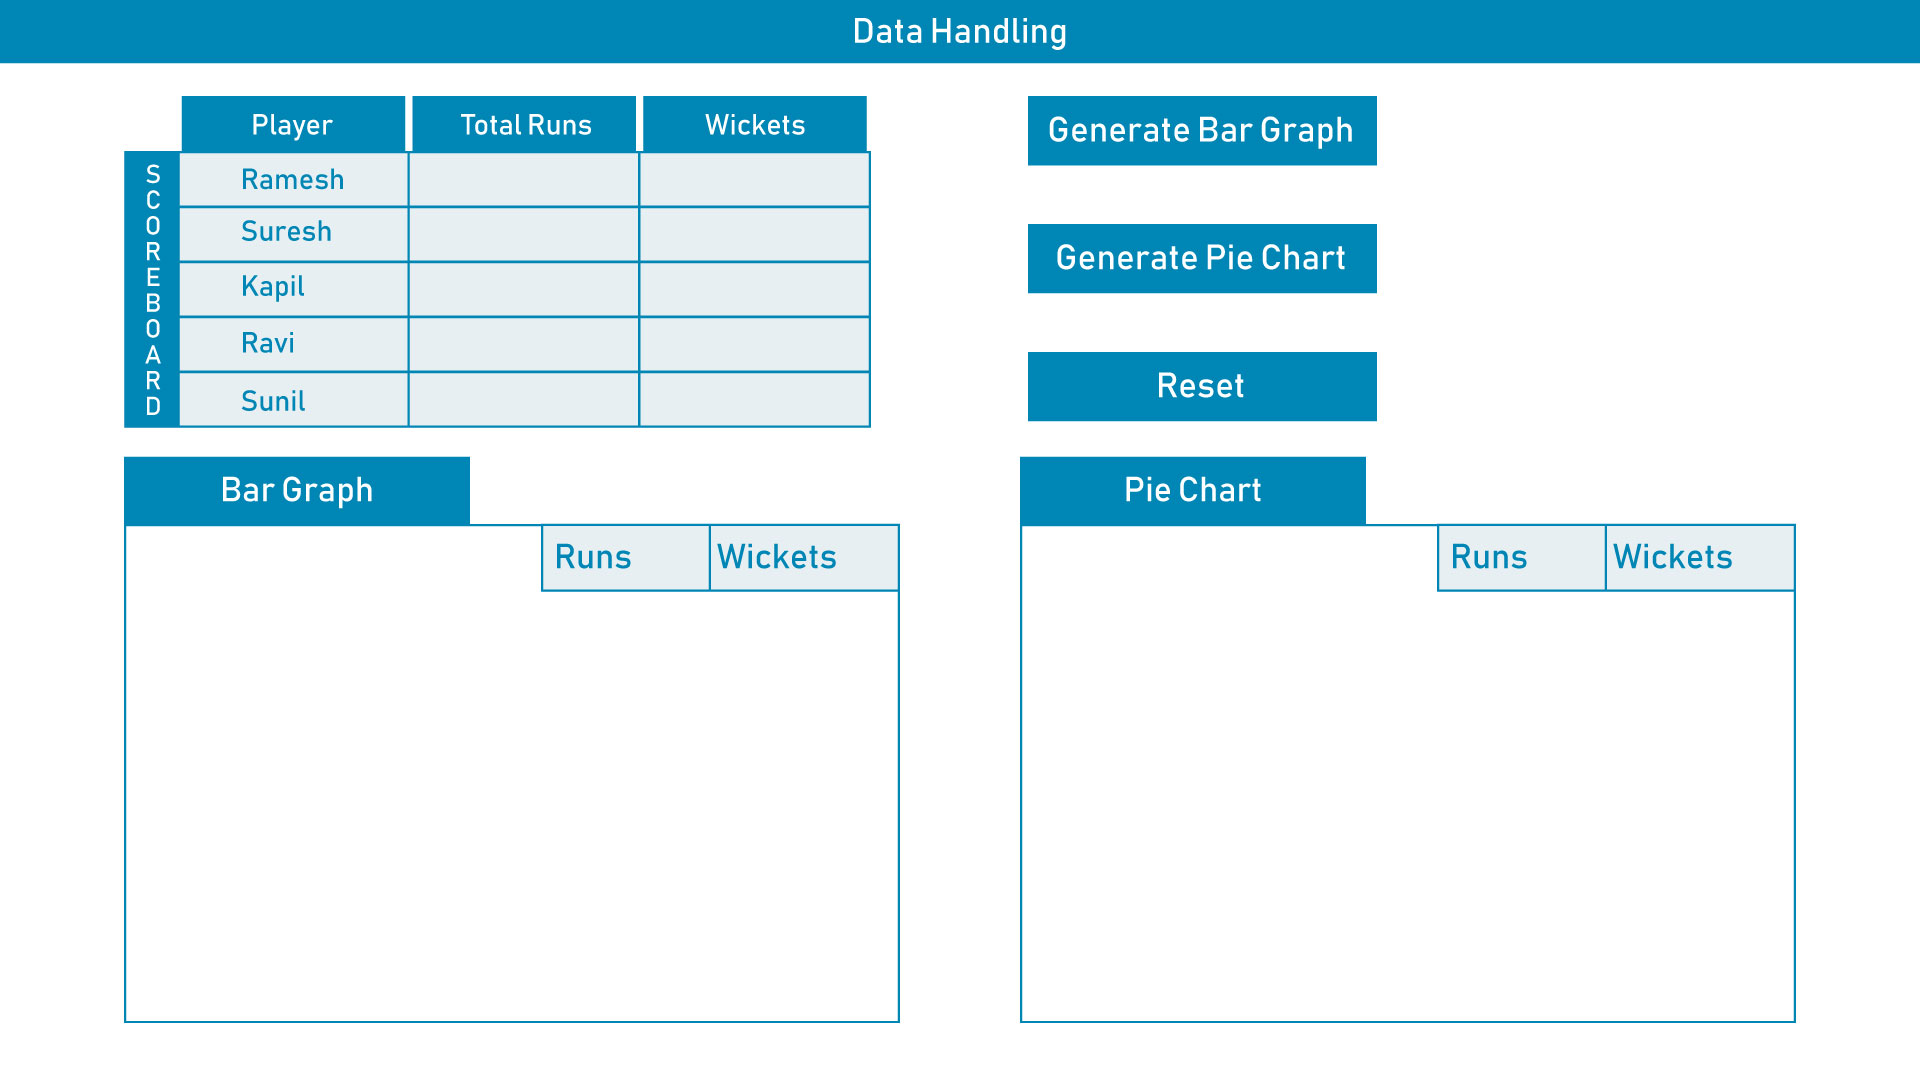 Data Handling
Player Total Runs Wickets
SCOREBOARD
Ramesh
Suresh
Kapil
Ravi
Sunil
Generate Bar Graph
Generate Pie Chart
Reset
Bar Graph
Runs Wickets
Pie Chart
Runs Wickets